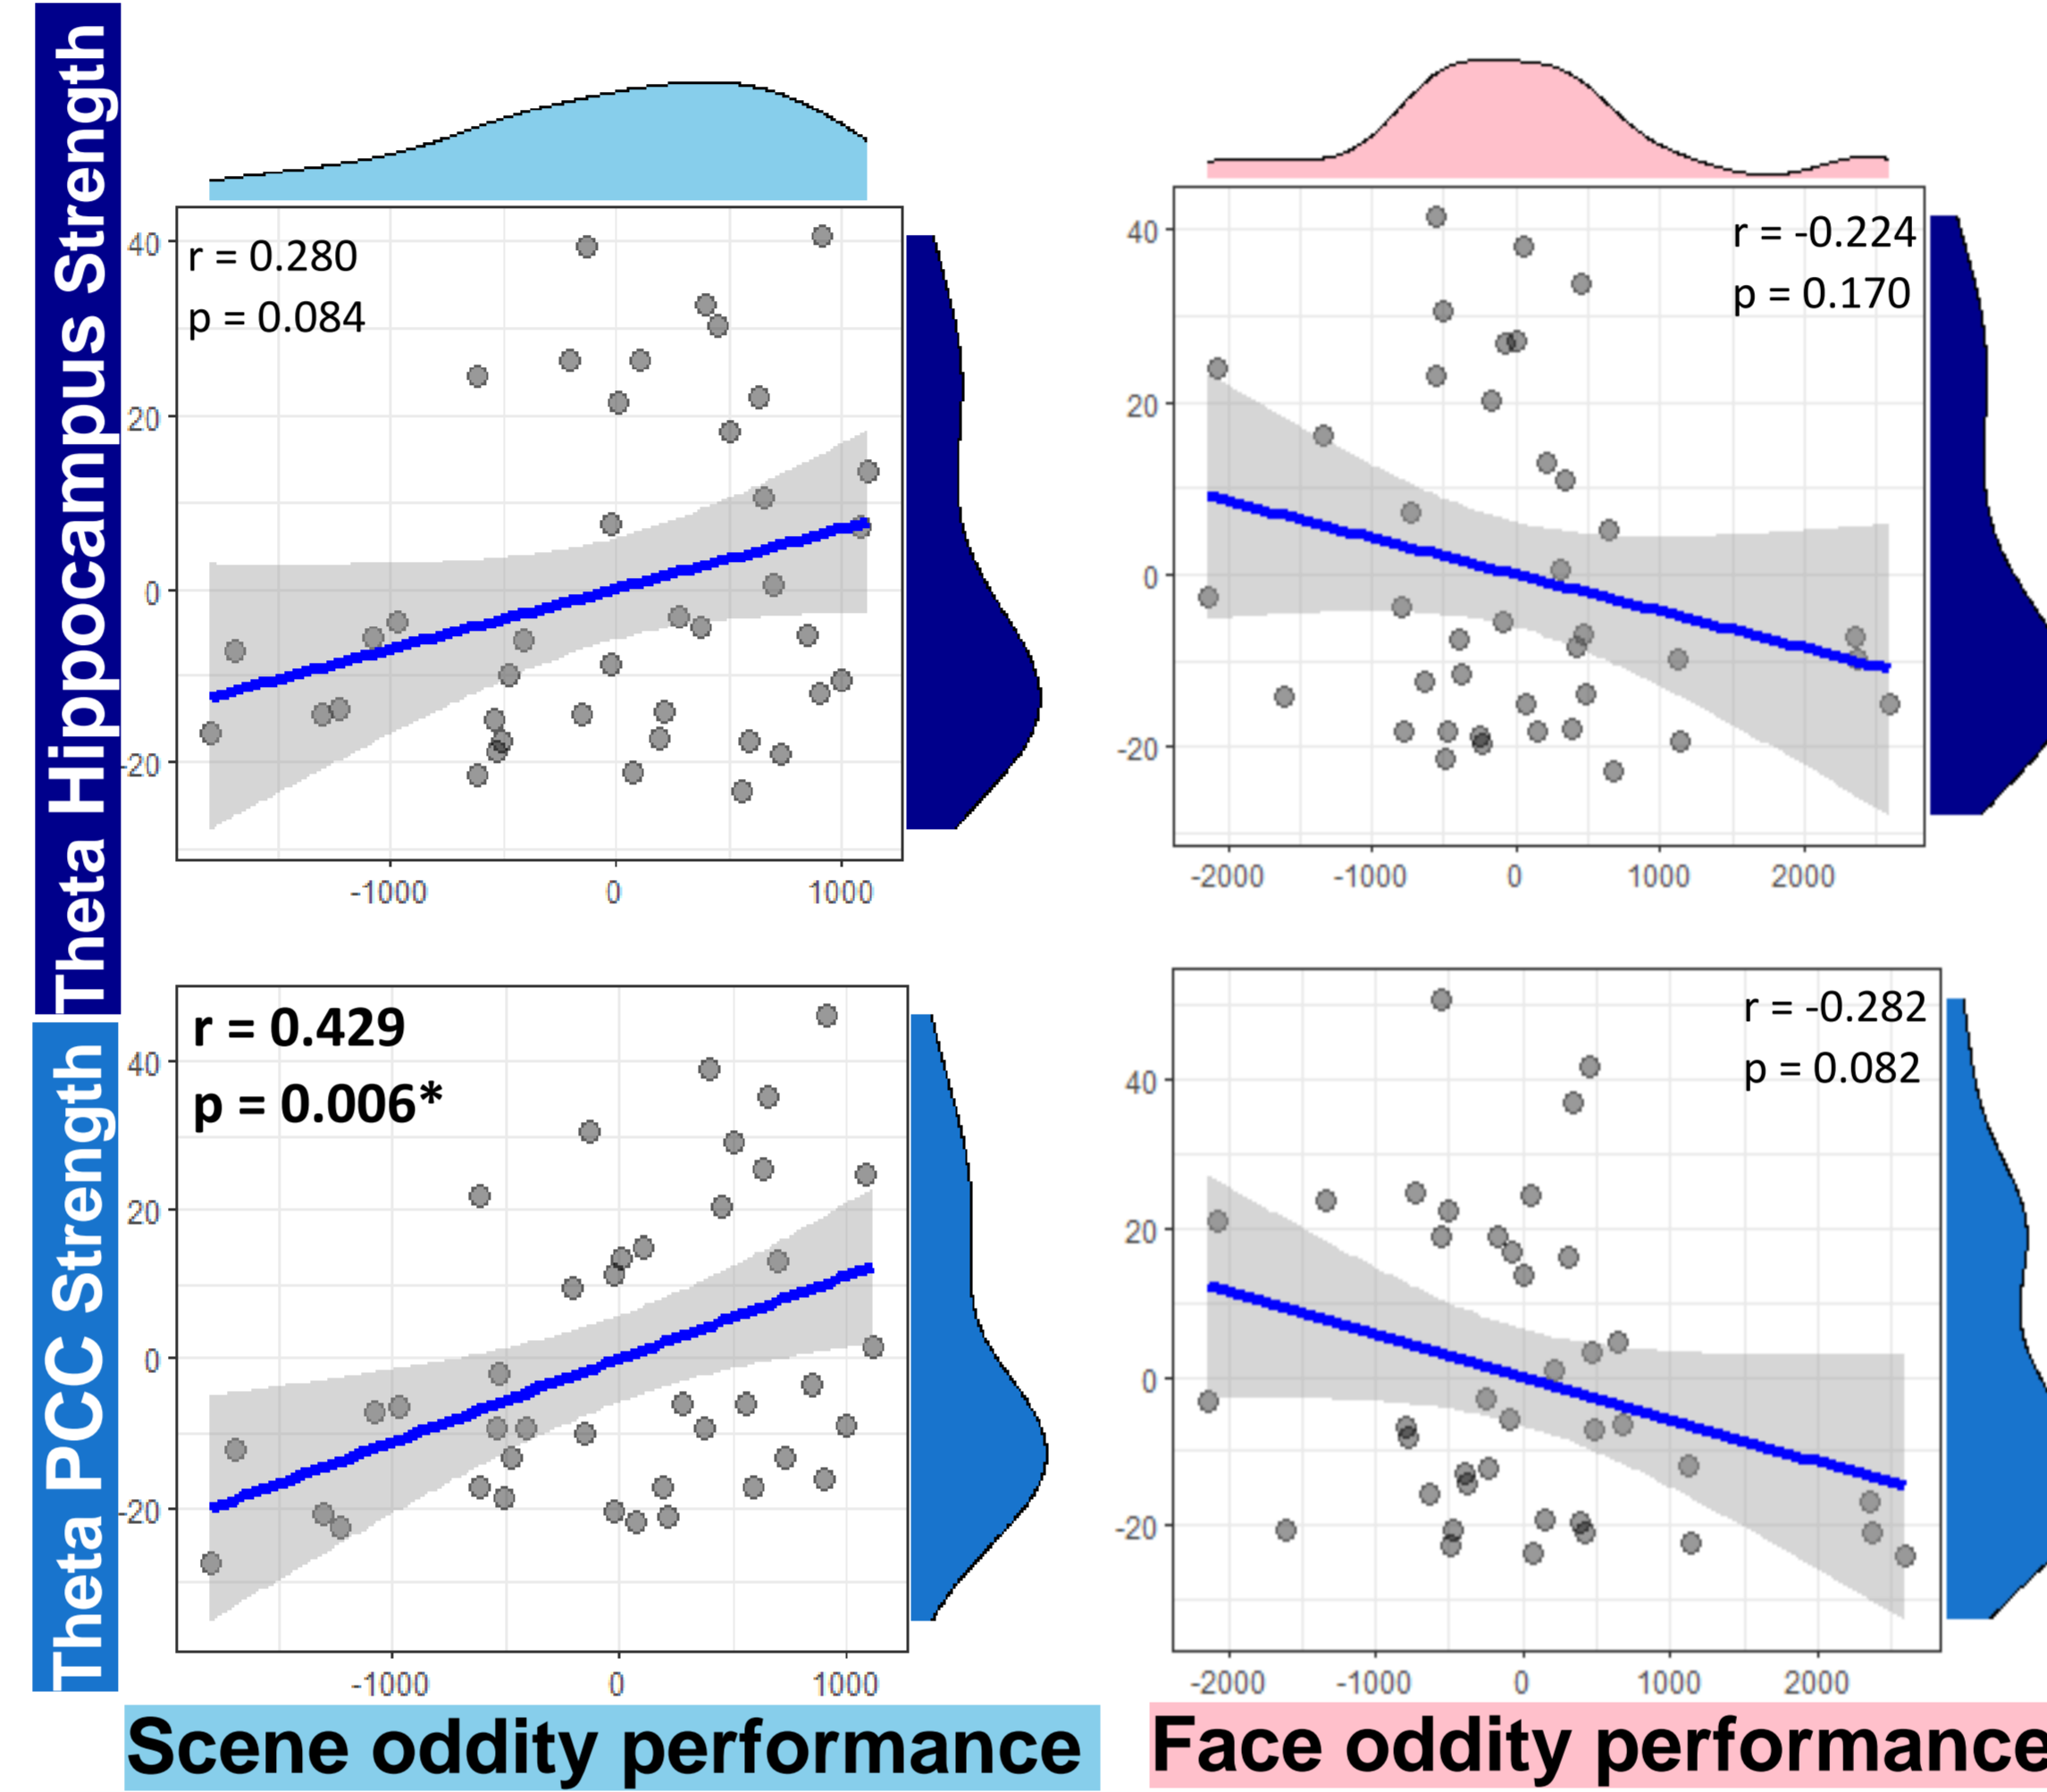 Theta Hippocampus Strength
r = 0.280
p = 0.084
40
20
0
-20
-1000 0 1000
r = -0.224
p = 0.170
40
20
0
-20
-2000 -1000 0 1000 2000
Theta PCC Strength
r = 0.429
p = 0.006*
40
20
0
-20
-1000 0 1000
r = -0.282
p = 0.082
40
20
0
-20
-2000 -1000 0 1000 2000
Scene oddity performance
Face oddity performance